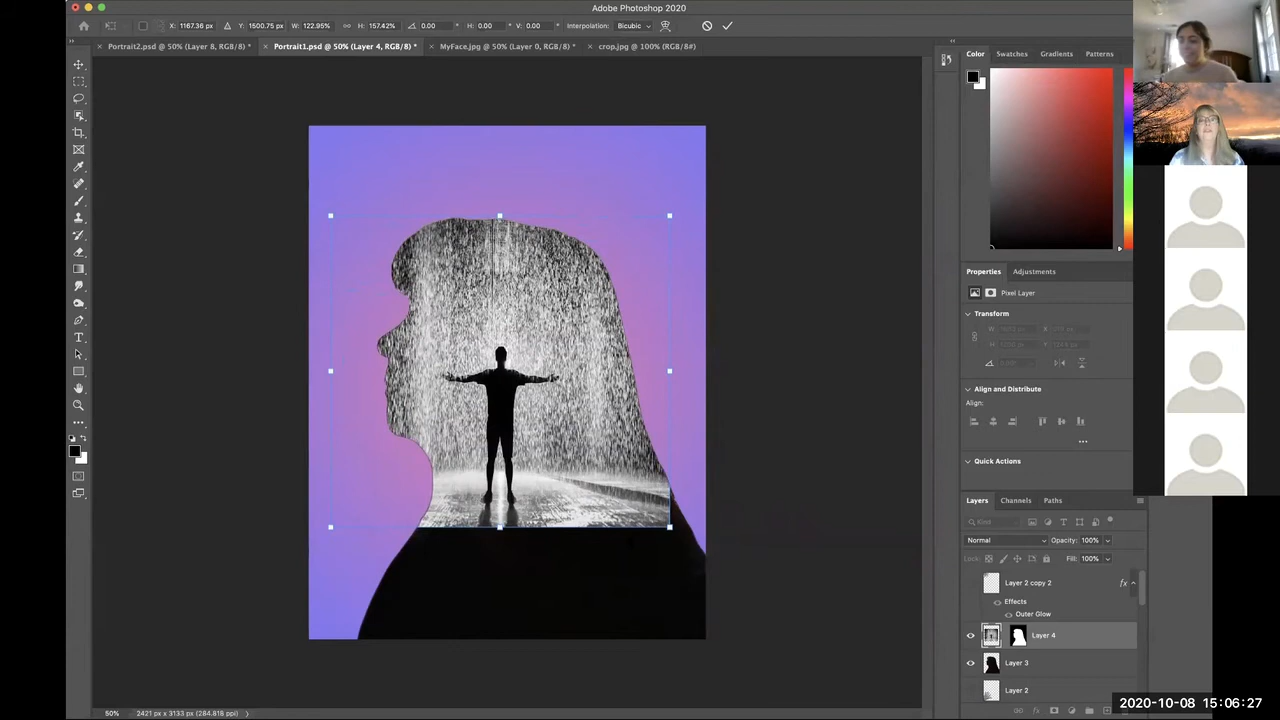 Adobe Photoshop 2020
X: 1167.36 px Y: 1500.75 px W: 122.95% H: 157.42% 0.00 H: 0.00 V: 0.00 Interpolation: Bicubic
Portrait2.psd @ 50% (Layer 8, RGB/8) * Portrait1.psd @ 50% (Layer 4, RGB/8) * MyFace.jpg @ 50% (Layer 0, RGB/8) * crop.jpg @ 100% (RGB/8#)
Color Swatches Gradients Patterns
Properties Adjustments
Pixel Layer
Transform
Align and Distribute
Align:
Quick Actions
Layers Channels Paths
Kind
Normal Opacity: 100%
Lock: Fill: 100%
Layer 2 copy 2 fx
Effects
Outer Glow
Layer 4
Layer 3
Layer 2
2020-10-08 15:06:27
50% 2421 px x 3133 px (284.818 ppi)